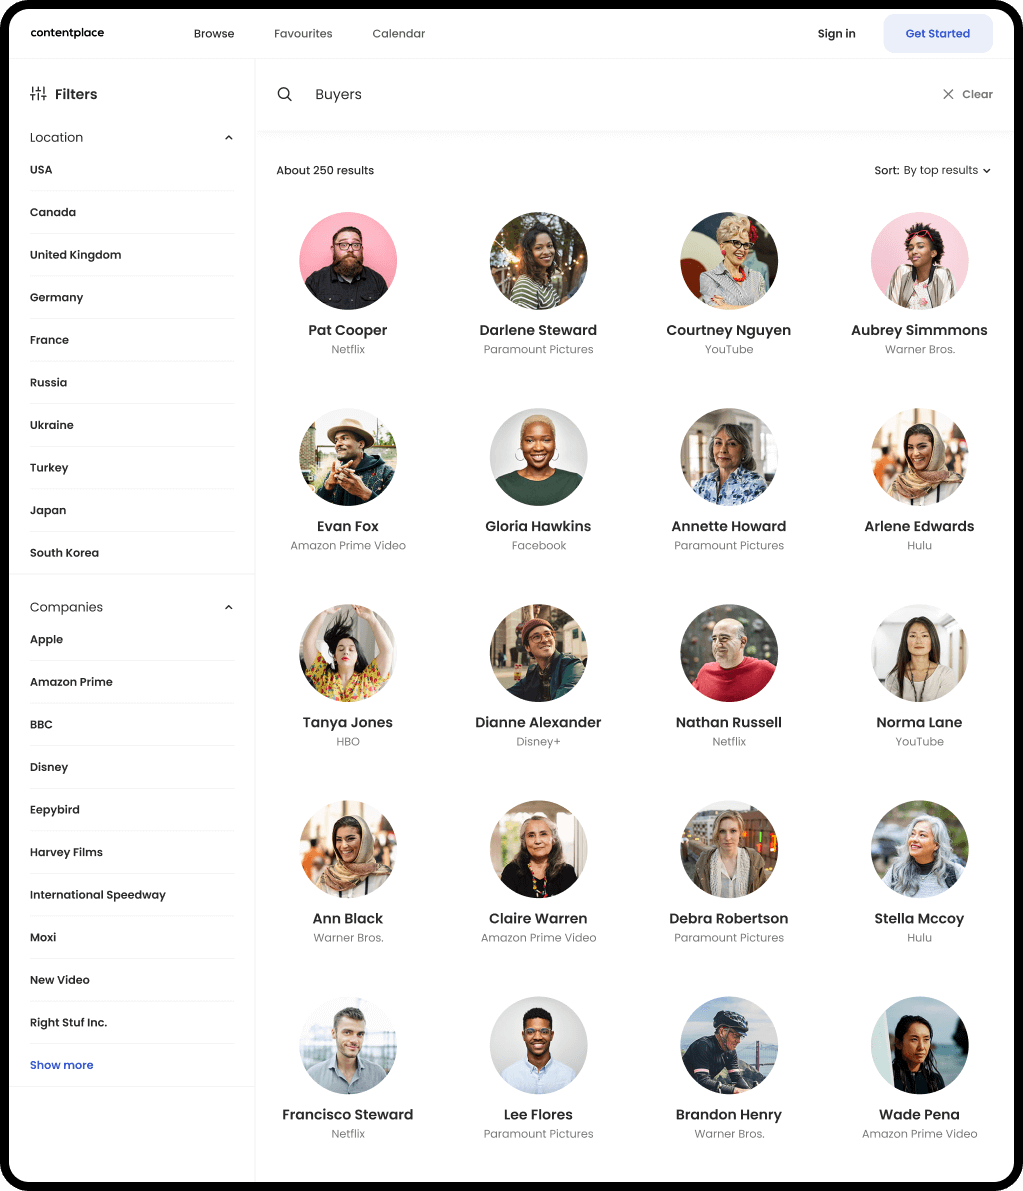 contentplace
Browse
Favourites
Calendar
Sign in
Get Started
Filters
Location
USA
Canada
United Kingdom
Germany
France
Russia
Ukraine
Turkey
Japan
South Korea
Companies
Apple
Amazon Prime
BBC
Disney
Eepybird
Harvey Films
International Speedway
Moxi
New Video
Right Stuf Inc.
Show more
Buyers
Clear
About 250 results
Sort: By top results
Pat Cooper
Netflix
Darlene Steward
Paramount Pictures
Courtney Nguyen
YouTube
Aubrey Simmmons
Warner Bros.
Evan Fox
Amazon Prime Video
Gloria Hawkins
Facebook
Annette Howard
Paramount Pictures
Arlene Edwards
Hulu
Tanya Jones
HBO
Dianne Alexander
Disney+
Nathan Russell
Netflix
Norma Lane
YouTube
Ann Black
Warner Bros.
Claire Warren
Amazon Prime Video
Debra Robertson
Paramount Pictures
Stella Mccoy
Hulu
Francisco Steward
Netflix
Lee Flores
Paramount Pictures
Brandon Henry
Warner Bros.
Wade Pena
Amazon Prime Video